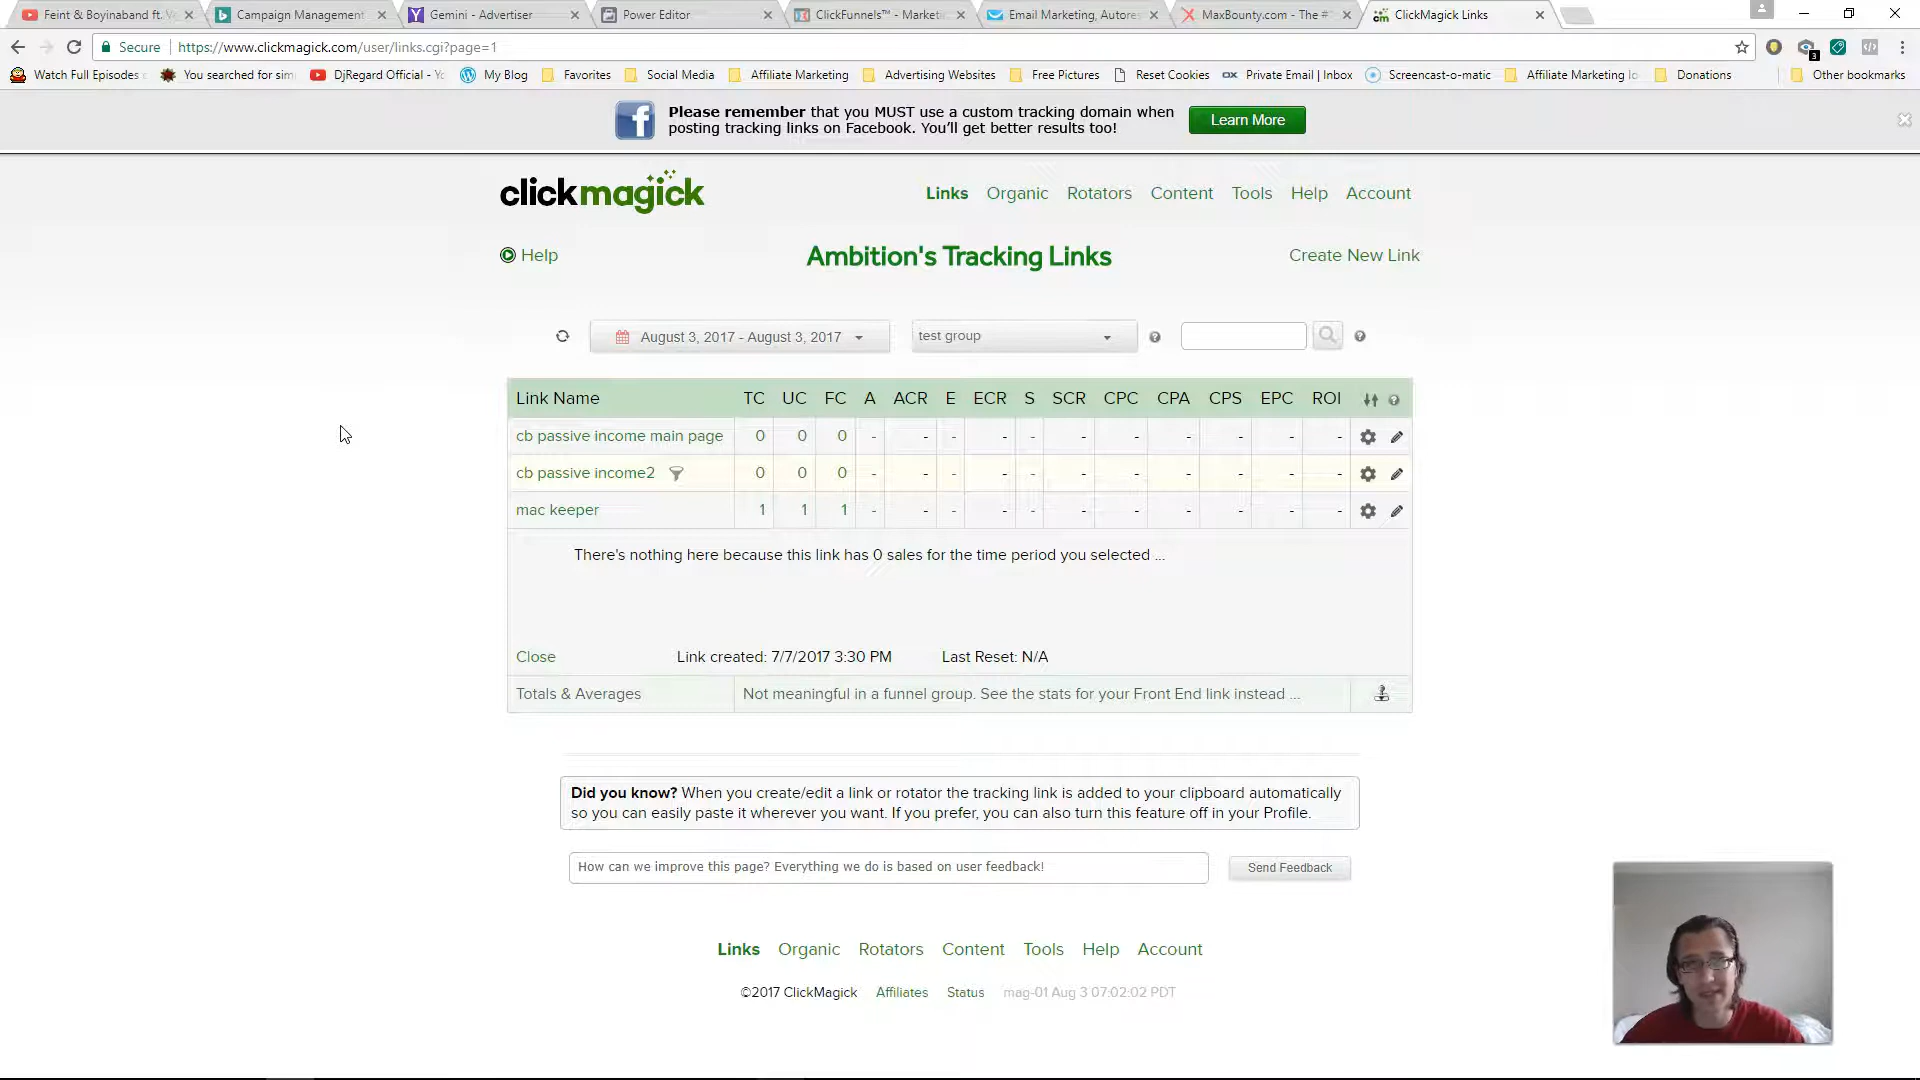 Feint & Boyinaband ft. V
Campaign Management
Gemini - Advertiser
Power Editor
ClickFunnels™ - Market
Email Marketing, Autores
MaxBounty.com - The #
ClickMagick Links
Secure
https://www.clickmagick.com/user/links.cgi?page=1
3
Watch Full Episodes
You searched for sim
DjRegard Official - Yo
My Blog
Favorites
Social Media
Affiliate Marketing
Advertising Websites
Free Pictures
Reset Cookies
OX Private Email | Inbox
Screencast-o-matic
Affiliate Marketing Io
Donations
Other bookmarks
Please remember that you MUST use a custom tracking domain when
posting tracking links on Facebook. You'll get better results too!
Learn More
clickmagick
Links Organic Rotators Content Tools Help Account
Help
Ambition's Tracking Links
Create New Link
August 3, 2017 - August 3, 2017
test group
Link Name TC UC FC A ACR E ECR S SCR CPC CPA CPS EPC ROI
cb passive income main page 0 0 0 - - - - - - - - - - -
cb passive income2 0 0 0 - - - - - - - - - - -
mac keeper 1 1 1 - - - - - - - - - - -
There's nothing here because this link has 0 sales for the time period you selected ...
Close Link created: 7/7/2017 3:30 PM Last Reset: N/A
Totals & Averages Not meaningful in a funnel group. See the stats for your Front End link instead ...
Did you know? When you create/edit a link or rotator the tracking link is added to your clipboard automatically
so you can easily paste it wherever you want. If you prefer, you can also turn this feature off in your Profile.
How can we improve this page? Everything we do is based on user feedback!
Send Feedback
Links Organic Rotators Content Tools Help Account
©2017 ClickMagick Affiliates Status mag-01 Aug 3 07:02:02 PDT